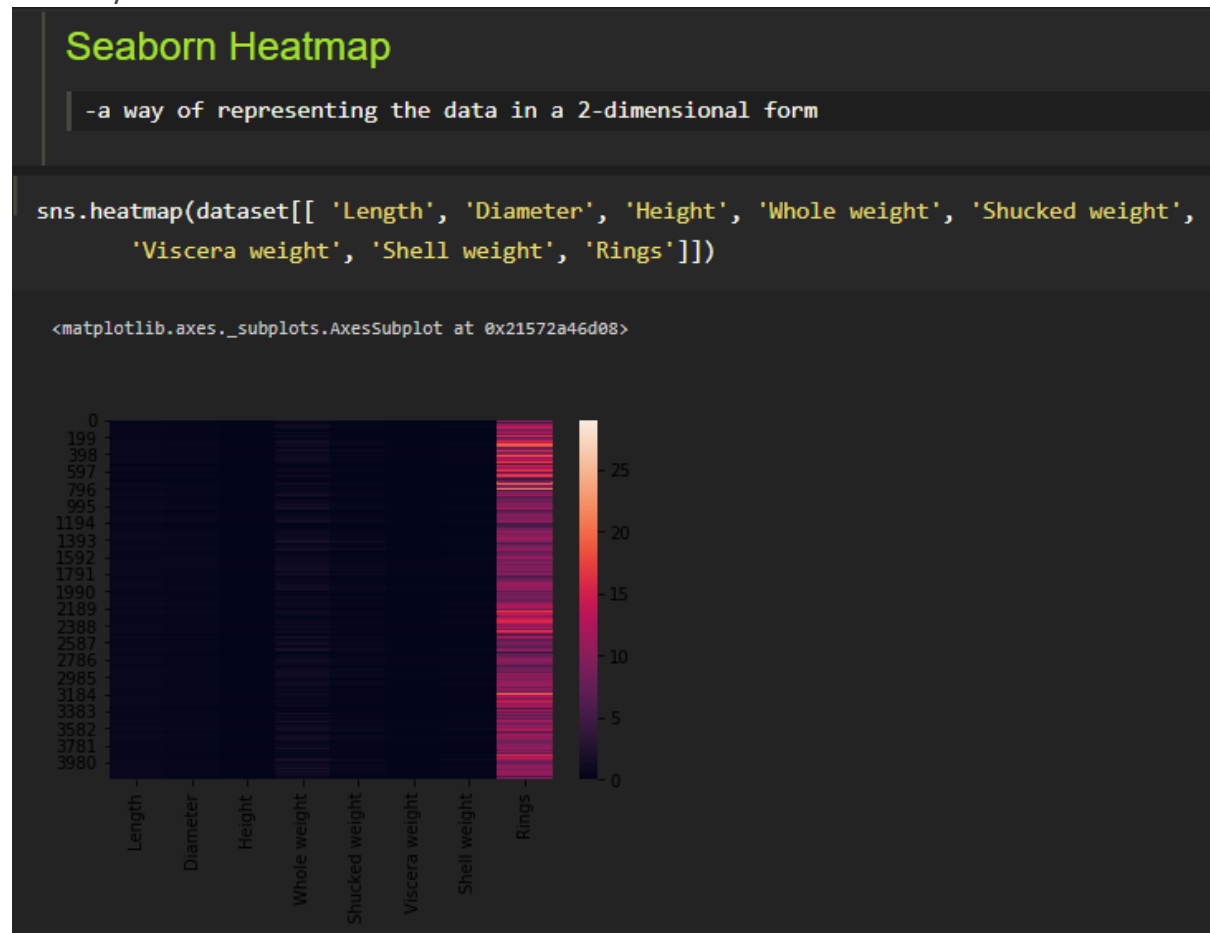 Seaborn Heatmap
-a way of representing the data in a 2-dimensional form
sns.heatmap(dataset[[ 'Length', 'Diameter', 'Height', 'Whole weight', 'Shucked weight',
'Viscera weight', 'Shell weight', 'Rings']])
<matplotlib.axes._subplots.AxesSubplot at 0x21572a46d08>
0
199
398
597
796
995
1194
1393
1592
1791
1990
2189
2388
2587
2786
2985
3184
3383
3582
3781
3980
25
20
15
10
5
0
Length
Diameter
Height
Whole weight
Shucked weight
Viscera weight
Shell weight
Rings